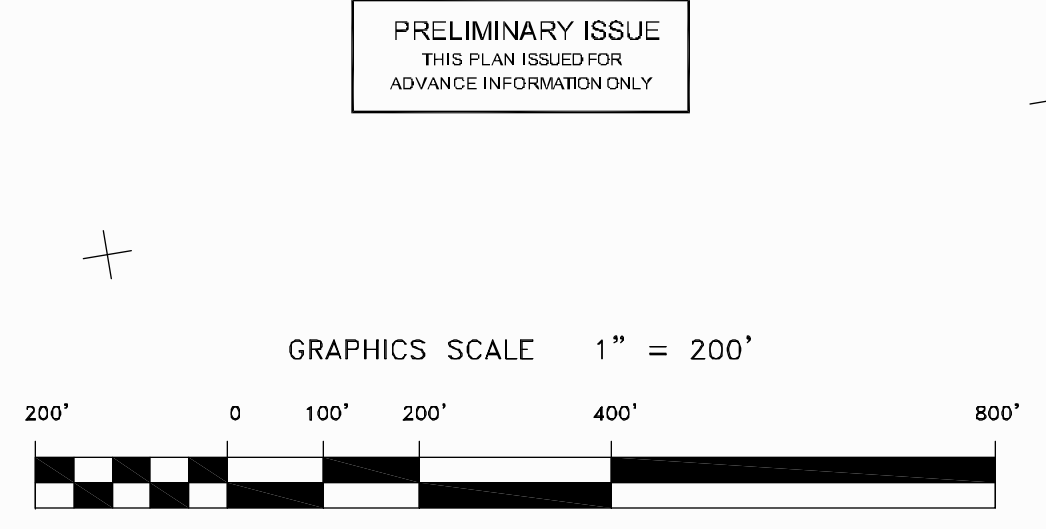 PRELIMINARY ISSUE
THIS PLAN ISSUED FOR
ADVANCE INFORMATION ONLY
GRAPHICS SCALE 1” = 200’
200’ 0 100’ 200’ 400’ 800’